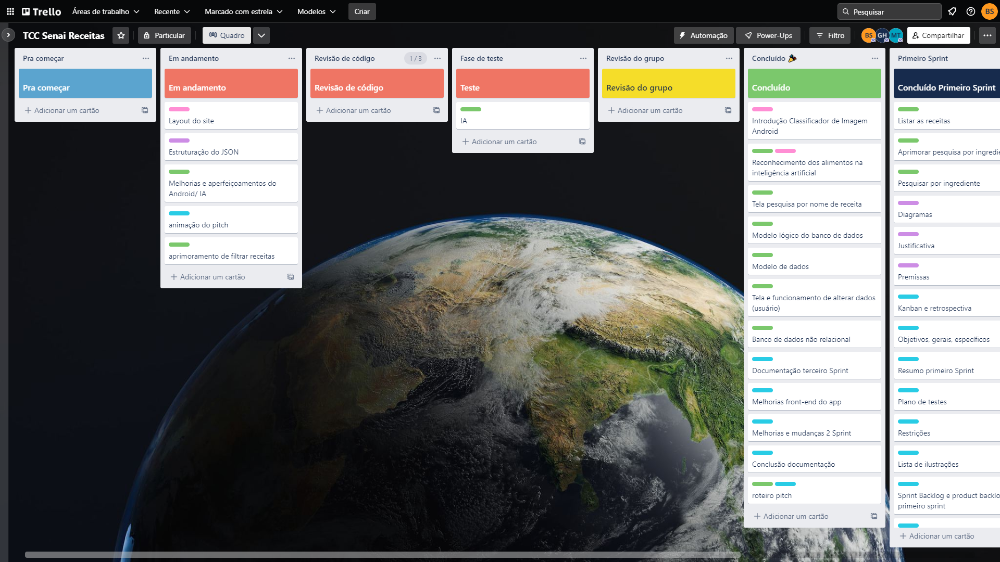 Trello
Áreas de trabalho
Recente
Marcado com estrela
Modelos
Criar
Pesquisar
BS
TCC Senai Receitas
Particular
Quadro
Automação
Power-Ups
Filtro
BS
GH
MT
Compartilhar
Pra começar
Pra começar
Adicionar um cartão
Em andamento
Em andamento
Layout do site
Estruturação do JSON
Melhorias e aperfeiçoamentos do
Android/ IA
animação do pitch
aprimoramento de filtrar receitas
Adicionar um cartão
Revisão de código
1 / 3
Revisão de código
Adicionar um cartão
Fase de teste
Teste
IA
Adicionar um cartão
Revisão do grupo
Revisão do grupo
Adicionar um cartão
Concluído 🎉
Concluído
Introdução Classificador de Imagem
Android
Reconhecimento dos alimentos na
inteligência artificial
Tela pesquisa por nome de receita
Modelo lógico do banco de dados
Modelo de dados
Tela e funcionamento de alterar dados
(usuário)
Banco de dados não relacional
Documentação terceiro Sprint
Melhorias front-end do app
Melhorias e mudanças 2 Sprint
Conclusão documentação
roteiro pitch
Adicionar um cartão
Primeiro Sprint
Concluído Primeiro Sprint
Listar as receitas
Aprimorar pesquisa por ingredie
Pesquisar por ingrediente
Diagramas
Justificativa
Premissas
Kanban e retrospectiva
Objetivos, gerais, específicos
Resumo primeiro Sprint
Plano de testes
Restrições
Lista de ilustrações
Sprint Backlog e product backlo
primeiro sprint
Adicionar um cartão